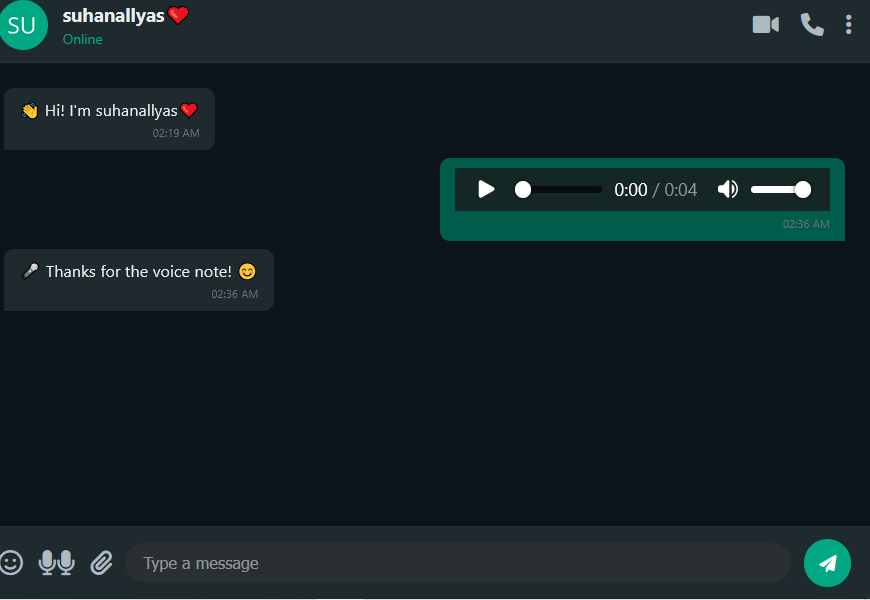 SU
suhanallyas❤️
Online
👋 Hi! I'm suhanallyas❤️
02:19 AM
0:00 / 0:04
02:36 AM
🎤 Thanks for the voice note! 😊
02:36 AM
Type a message